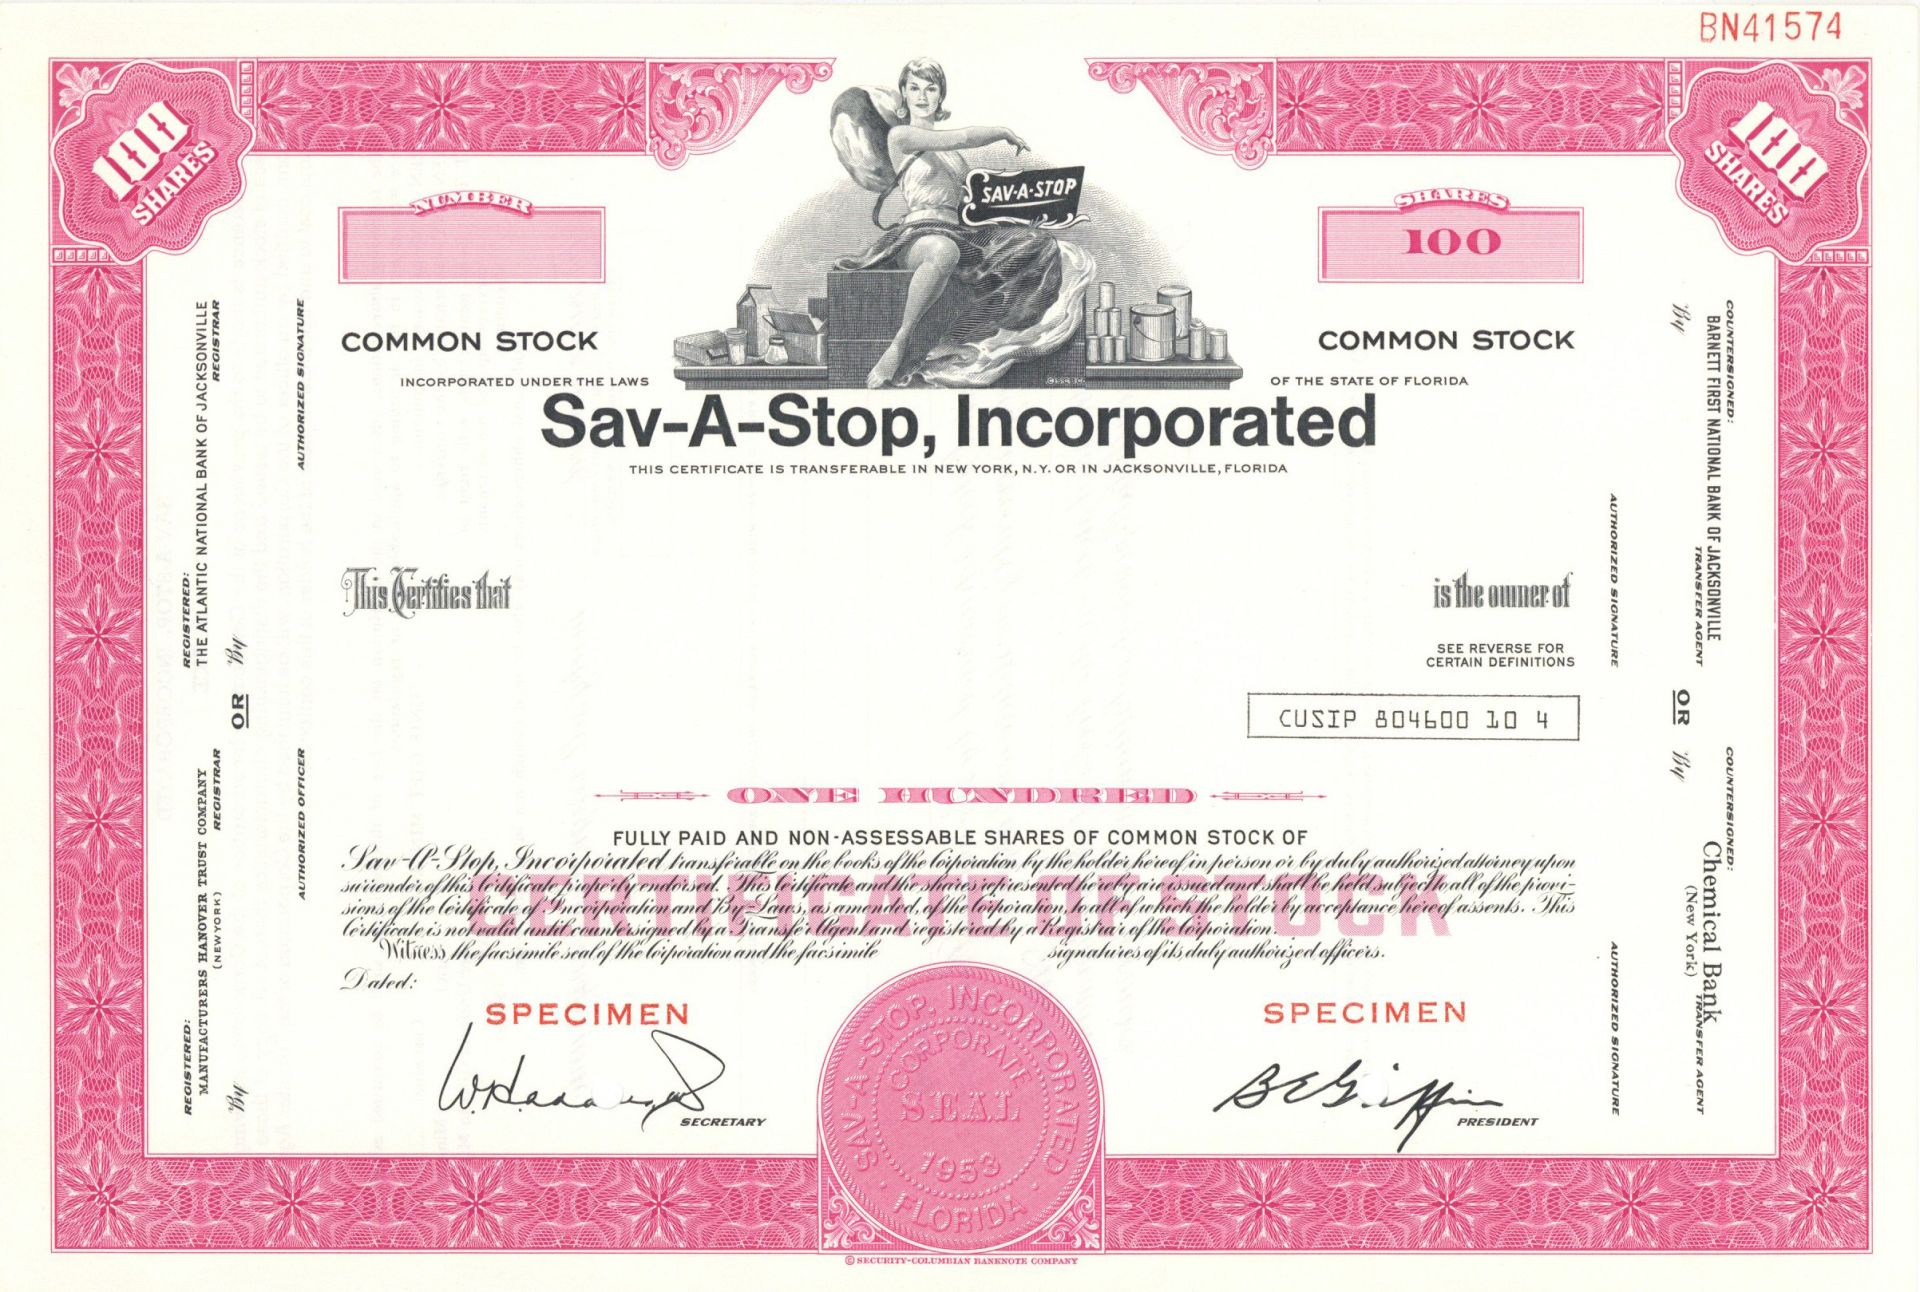 BN41574
100
SHARES
SAV-A-STOP
100
SHARES
NUMBER
SHARES
100
COMMON STOCK
COMMON STOCK
INCORPORATED UNDER THE LAWS
OF THE STATE OF FLORIDA
Sav-A-Stop, Incorporated
THIS CERTIFICATE IS TRANSFERABLE IN NEW YORK, N.Y. OR IN JACKSONVILLE, FLORIDA
This Certifies that
is the owner of
SEE REVERSE FOR
CERTAIN DEFINITIONS
CUSIP 804600 10 4
ONE HUNDRED
FULLY PAID AND NON-ASSESSABLE SHARES OF COMMON STOCK OF
Sav-A-Stop, Incorporated transferable on the books of the Corporation by the holder hereof in person or by duly authorized attorney upon
surrender of this Certificate properly endorsed. This Certificate and the shares represented hereby are issued and shall be held subject to all of the provi-
sions of the Certificate of Incorporation and By-Laws, as amended, of the Corporation, to all of which the holder by acceptance hereof assents. This
Certificate is not valid until countersigned by a Transfer Agent and registered by a Registrar of the Corporation.
Witness the facsimile seal of the Corporation and the facsimile signatures of its duly authorized officers.
Dated:
SPECIMEN
SPECIMEN
SECRETARY
B E Griffin
PRESIDENT
SAV-A-STOP, INCORPORATED
CORPORATE
SEAL
1953
FLORIDA
© SECURITY-COLUMBIAN BANKNOTE COMPANY
REGISTERED:
THE ATLANTIC NATIONAL BANK OF JACKSONVILLE
REGISTRAR
By
AUTHORIZED SIGNATURE
OR
REGISTERED:
MANUFACTURERS HANOVER TRUST COMPANY
(NEW YORK)
REGISTRAR
By
AUTHORIZED OFFICER
COUNTERSIGNED:
BARNETT FIRST NATIONAL BANK OF JACKSONVILLE
TRANSFER AGENT
By
AUTHORIZED SIGNATURE
OR
COUNTERSIGNED:
Chemical Bank
(New York)
TRANSFER AGENT
By
AUTHORIZED SIGNATURE